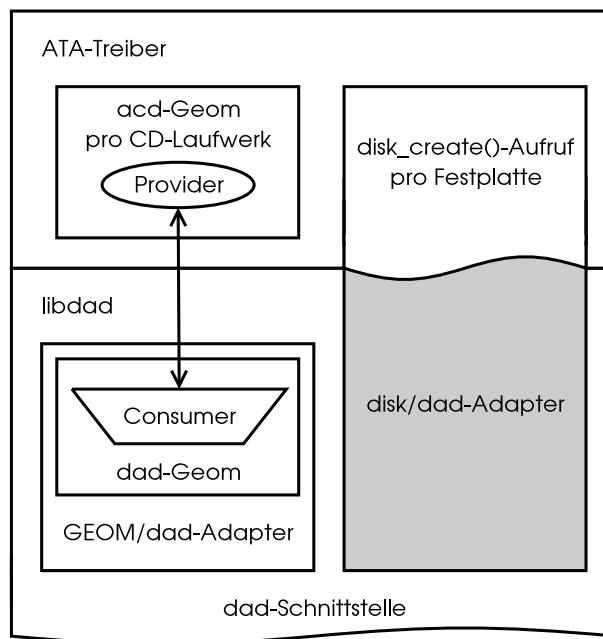 ATA-Treiber
acd-Geom
pro CD-Laufwerk
Provider
disk_create()-Aufruf
pro Festplatte
libdad
Consumer
dad-Geom
GEOM/dad-Adapter
disk/dad-Adapter
dad-Schnittstelle